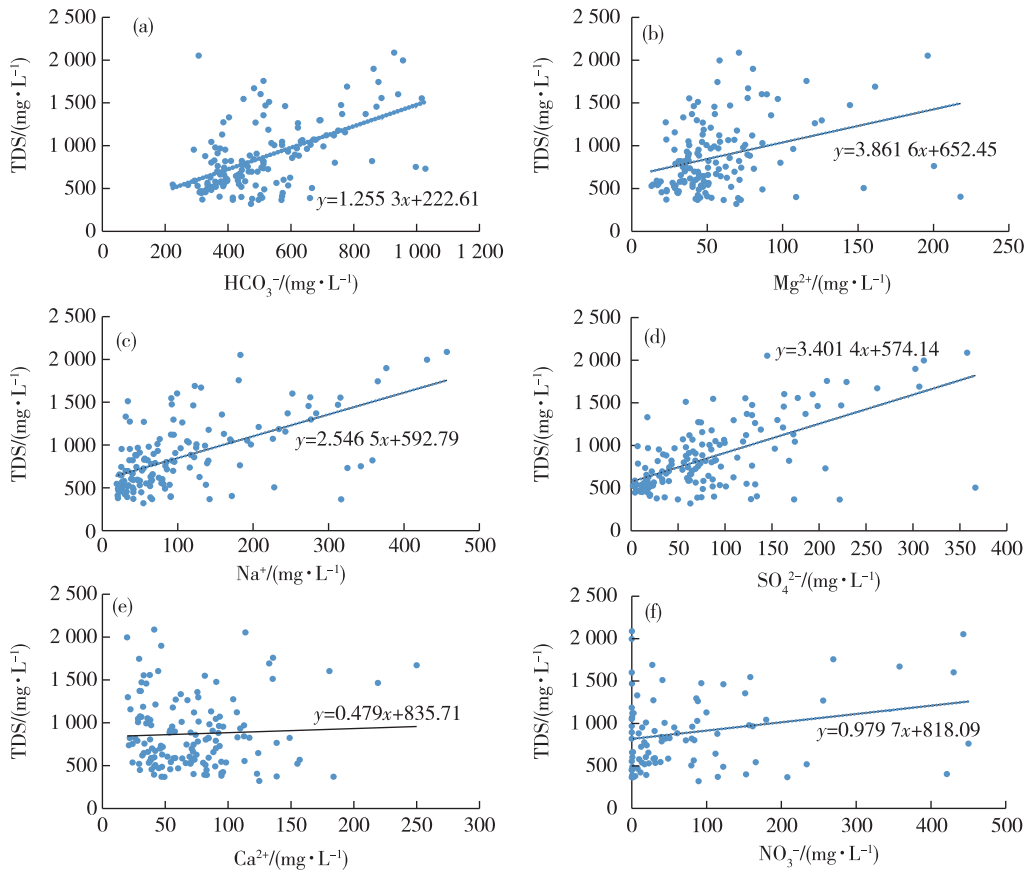 (a)
TDS/(mg·L⁻¹)
2 500
2 000
1 500
1 000
500
0
y=1.255 3x+222.61
0 200 400 600 800 1 000 1 200
HCO₃⁻/(mg·L⁻¹)
(b)
TDS/(mg·L⁻¹)
2 500
2 000
1 500
1 000
500
0
y=3.861 6x+652.45
0 50 100 150 200 250
Mg²⁺/(mg·L⁻¹)
(c)
TDS/(mg·L⁻¹)
2 500
2 000
1 500
1 000
500
0
y=2.546 5x+592.79
0 100 200 300 400 500
Na⁺/(mg·L⁻¹)
(d)
TDS/(mg·L⁻¹)
2 500
2 000
1 500
1 000
500
0
y=3.401 4x+574.14
0 50 100 150 200 250 300 350 400
SO₄²⁻/(mg·L⁻¹)
(e)
TDS/(mg·L⁻¹)
2 500
2 000
1 500
1 000
500
0
y=0.479x+835.71
0 50 100 150 200 250 300
Ca²⁺/(mg·L⁻¹)
(f)
TDS/(mg·L⁻¹)
2 500
2 000
1 500
1 000
500
0
y=0.979 7x+818.09
0 100 200 300 400 500
NO₃⁻/(mg·L⁻¹)